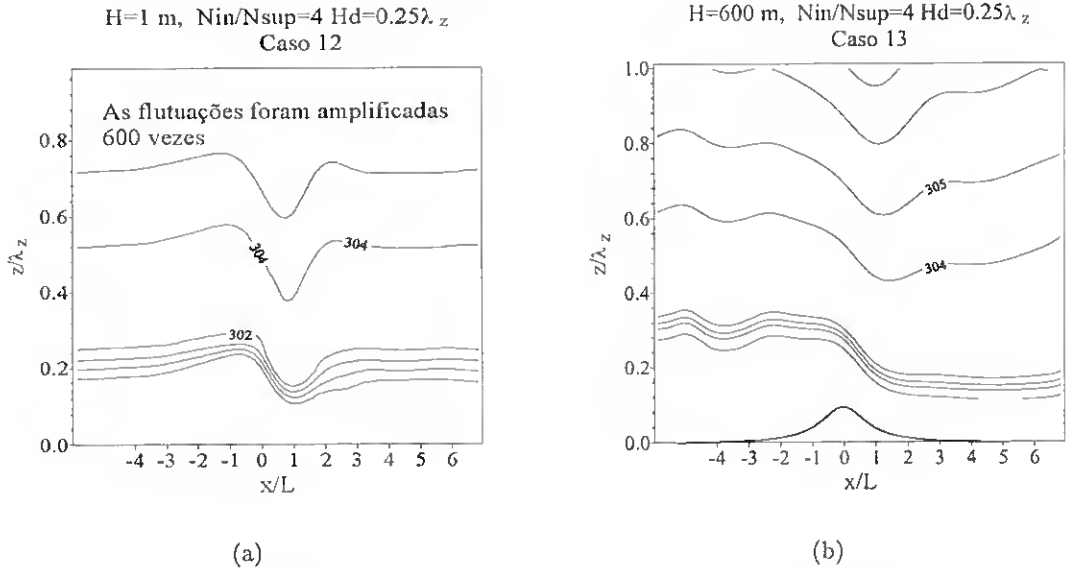 H=1 m, Nin/Nsup=4 Hd=0.25λ z
Caso 12
As flutuações foram amplificadas
600 vezes
0.8
0.6
0.4
0.2
0.0
z/λ z
304
304
302
-4 -3 -2 -1 0 1 2 3 4 5 6
x/L
(a)
H=600 m, Nin/Nsup=4 Hd=0.25λ z
Caso 13
1.0
0.8
0.6
0.4
0.2
0.0
z/λ z
305
304
-4 -3 -2 -1 0 1 2 3 4 5 6
x/L
(b)